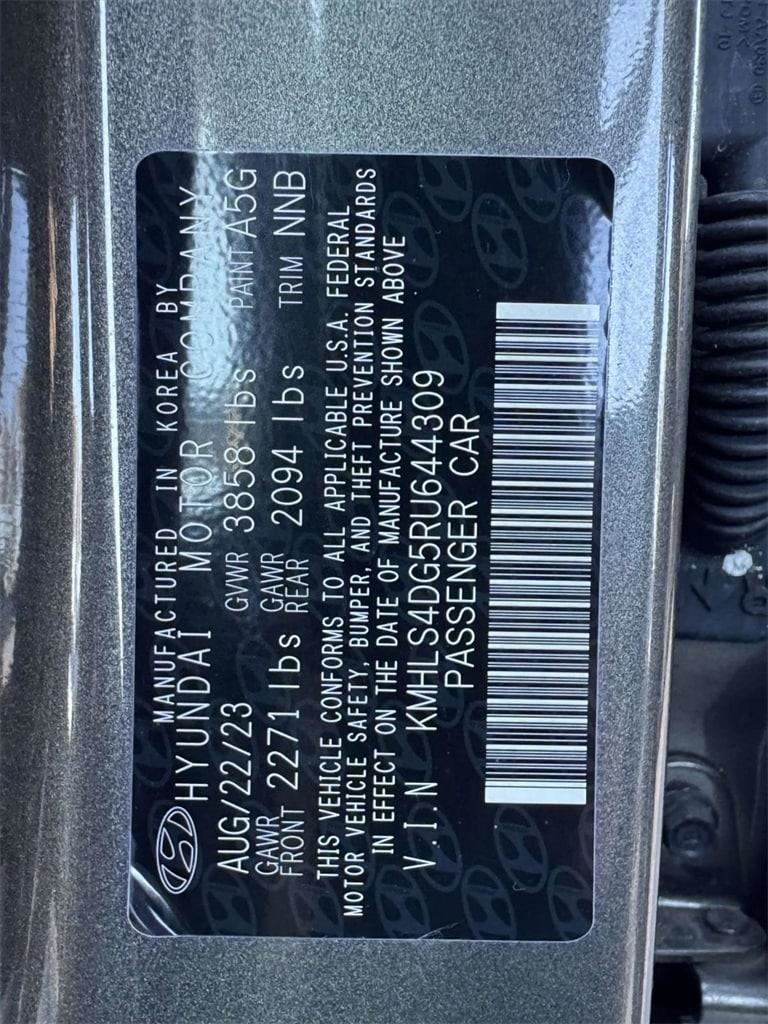 MANUFACTURED IN KOREA BY
HYUNDAI MOTOR COMPANY
AUG/22/23 GVWR 3858 lbs PAINT A5G
GAWR FRONT 2271 lbs GAWR REAR 2094 lbs TRIM NNB
THIS VEHICLE CONFORMS TO ALL APPLICABLE U.S.A. FEDERAL
MOTOR VEHICLE SAFETY, BUMPER, AND THEFT PREVENTION STANDARDS
IN EFFECT ON THE DATE OF MANUFACTURE SHOWN ABOVE
V.I.N KMHLS4DG5RU644309
PASSENGER CAR